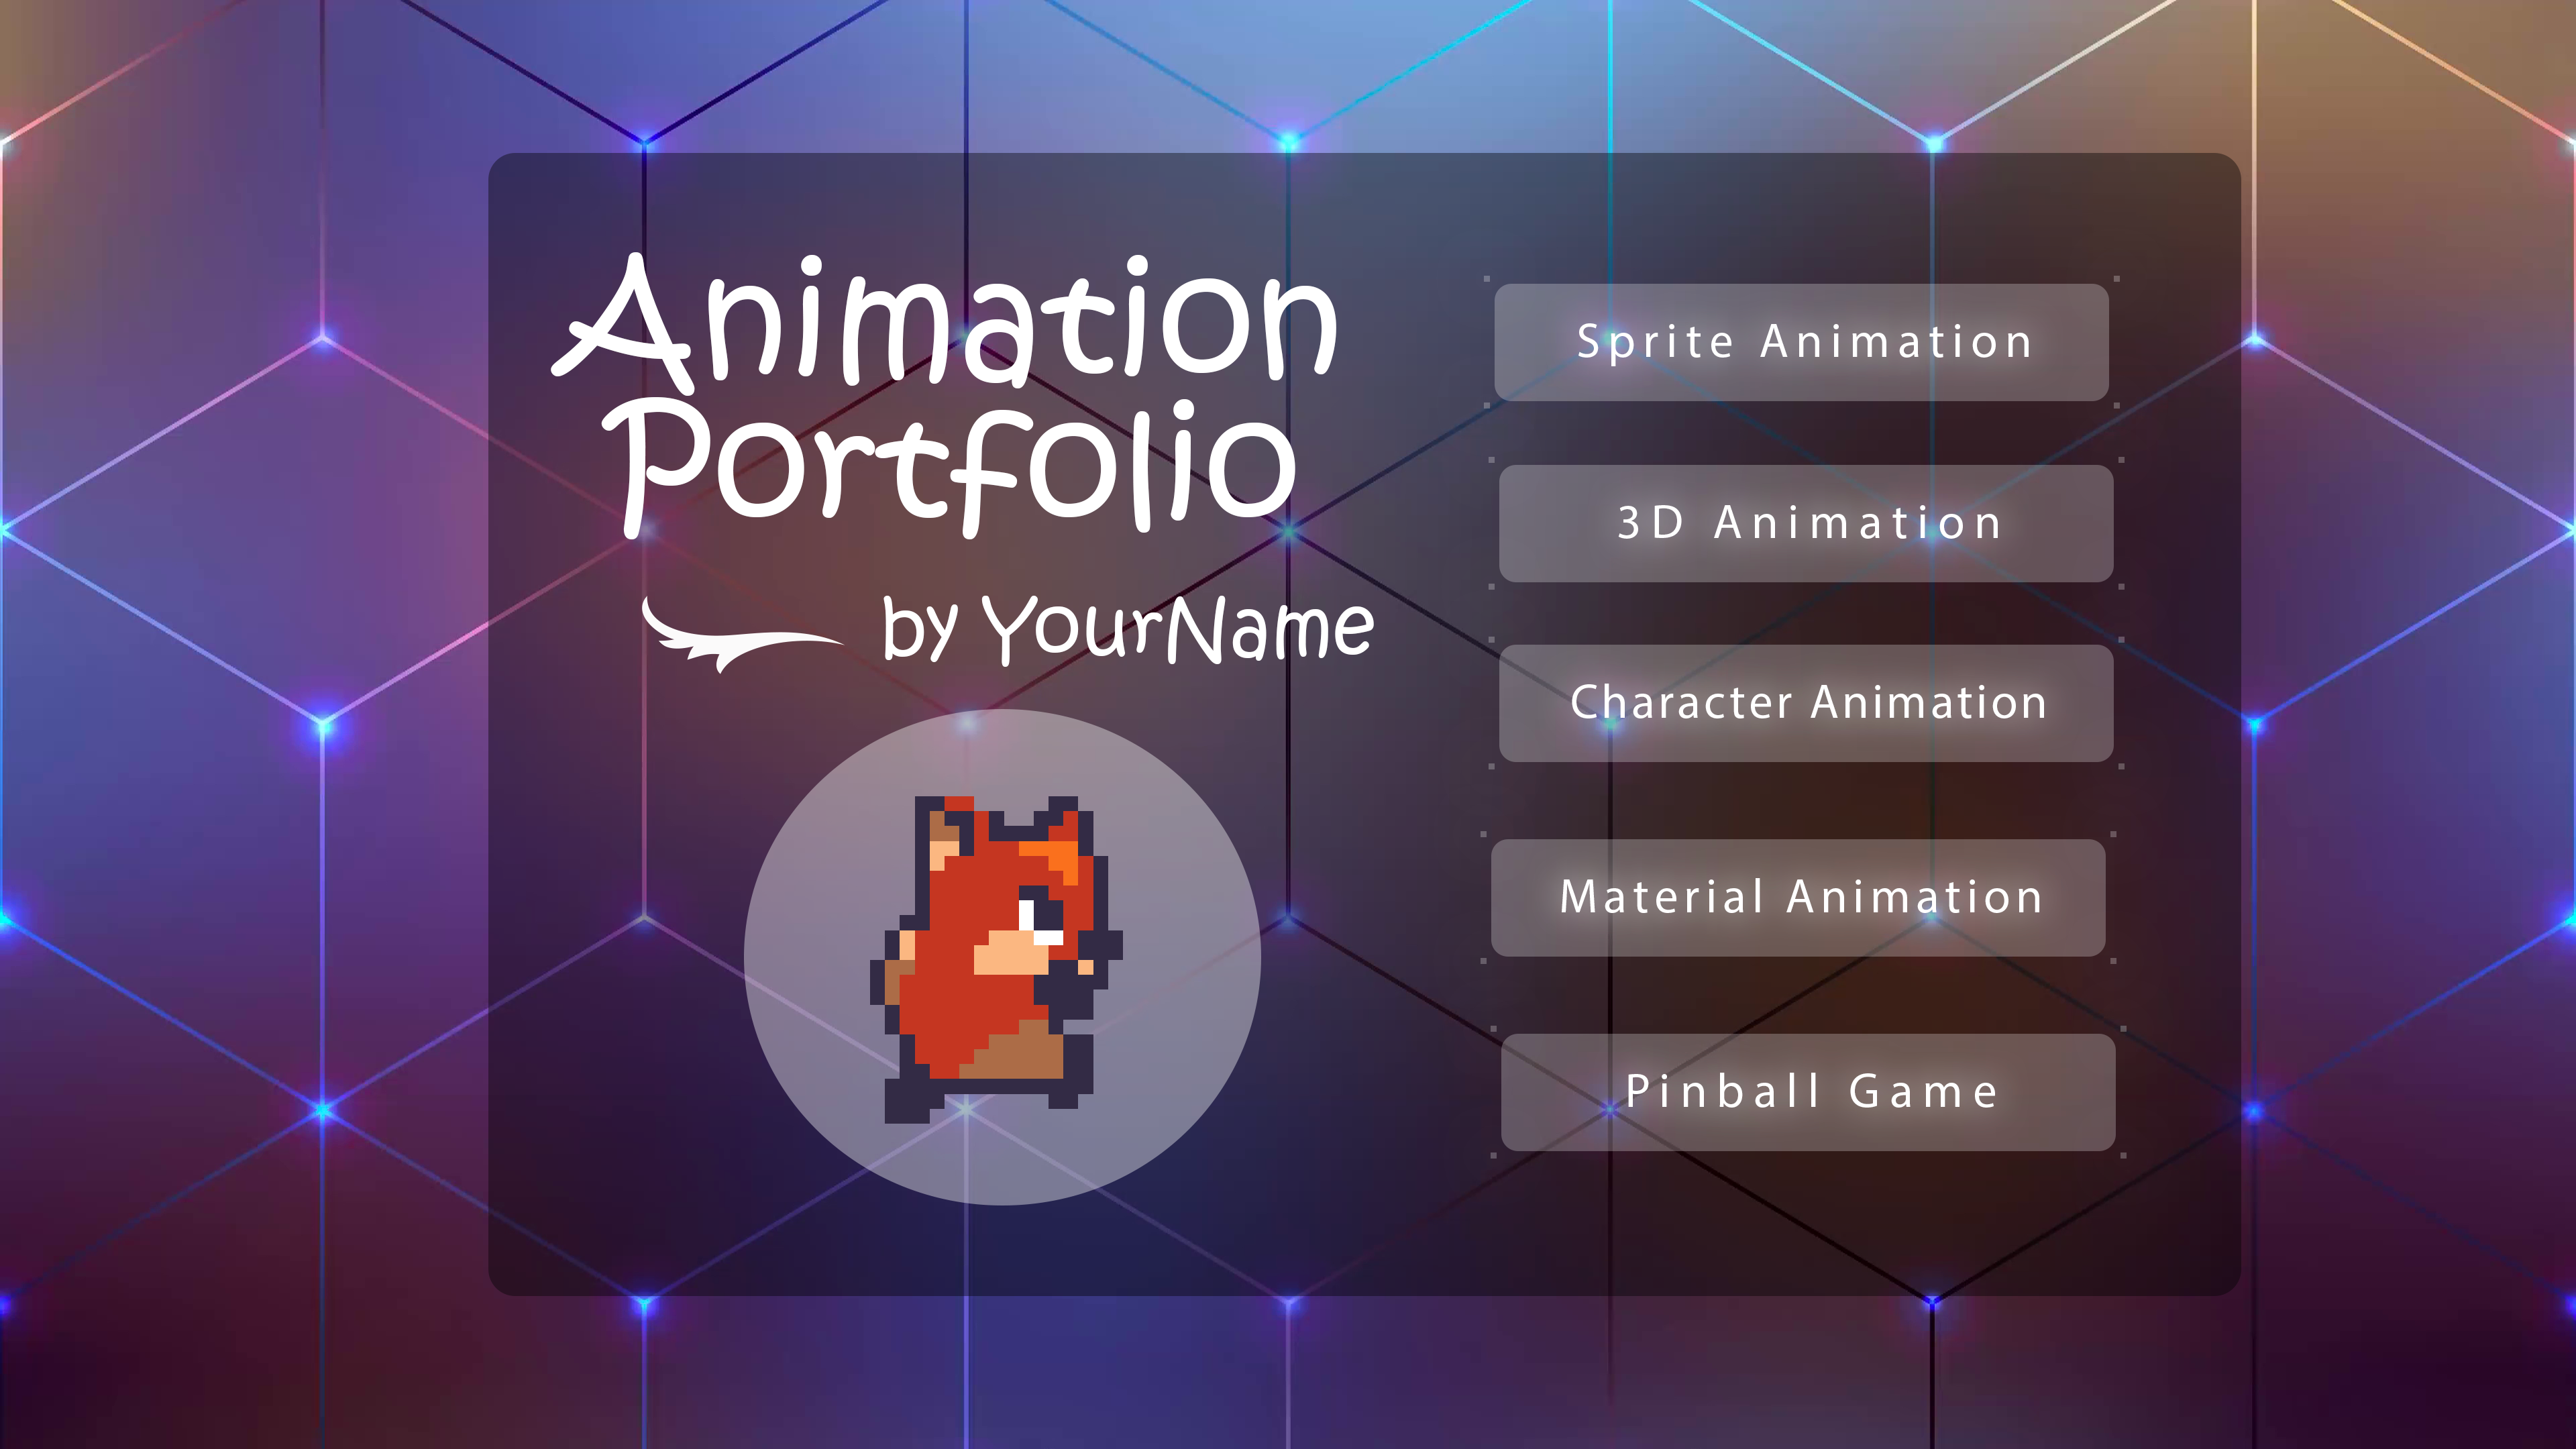 Animation
Portfolio
by YourName
Sprite Animation
3D Animation
Character Animation
Material Animation
Pinball Game